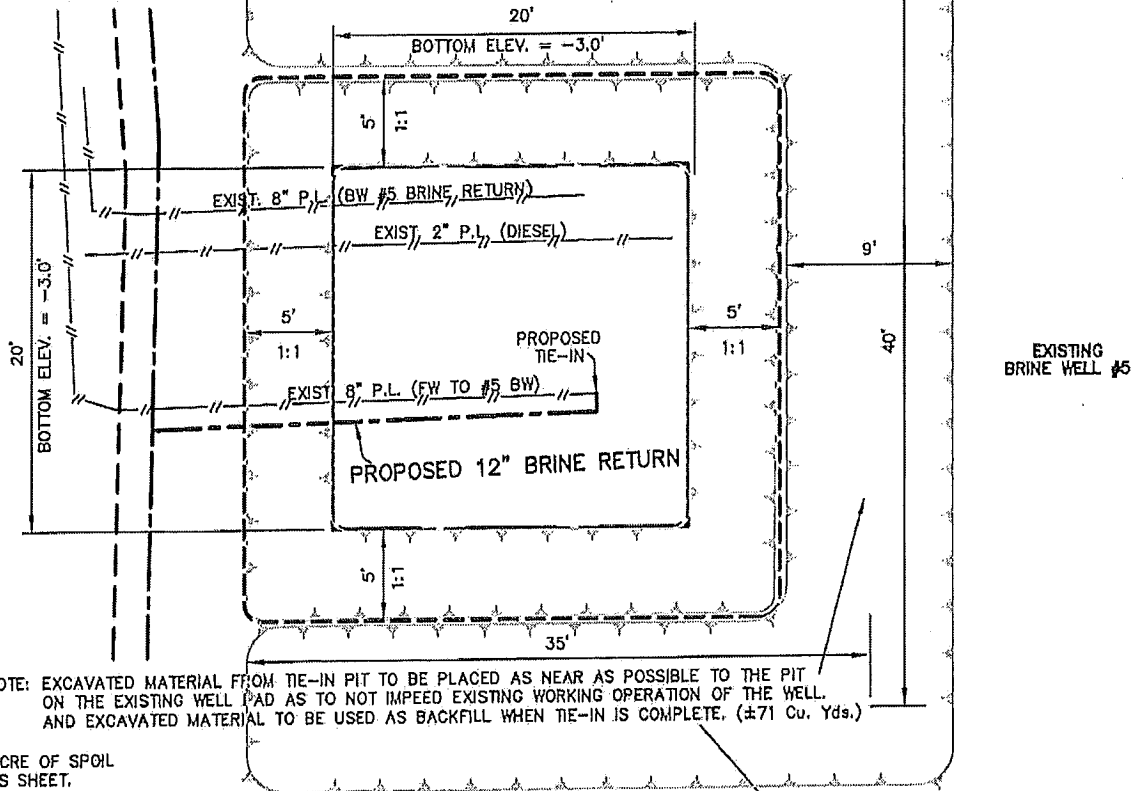 20'
BOTTOM ELEV. = -3.0'
5'
1:1
EXIST. 8" P.L. (BW #5 BRINE RETURN)
EXIST. 2" P.L. (DIESEL)
9'
20'
BOTTOM ELEV. = -3.0'
5'
1:1
5'
1:1
PROPOSED
TIE-IN
40'
EXISTING
BRINE WELL #5
EXIST. 8" P.L. (FW TO #5 BW)
PROPOSED 12" BRINE RETURN
5'
1:1
35'
OTE: EXCAVATED MATERIAL FROM TIE-IN PIT TO BE PLACED AS NEAR AS POSSIBLE TO THE PIT
ON THE EXISTING WELL PAD AS TO NOT IMPEED EXISTING WORKING OPERATION OF THE WELL.
AND EXCAVATED MATERIAL TO BE USED AS BACKFILL WHEN TIE-IN IS COMPLETE. (±71 Cu. Yds.)
CRE OF SPOIL
S SHEET.